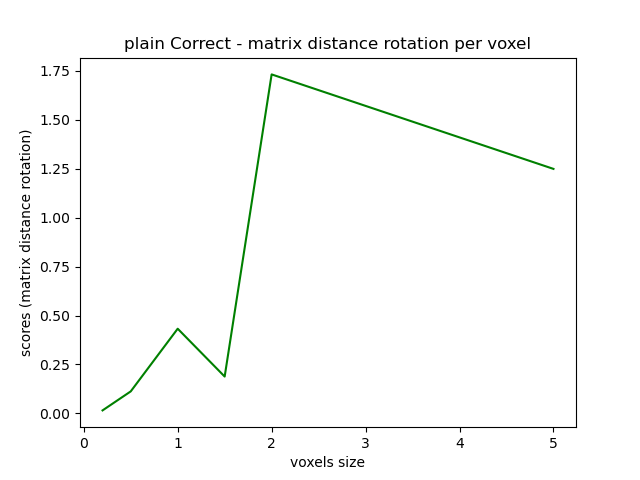 plain Correct - matrix distance rotation per voxel
1.75
1.50
1.25
1.00
0.75
0.50
0.25
0.00
scores (matrix distance rotation)
0 1 2 3 4 5
voxels size